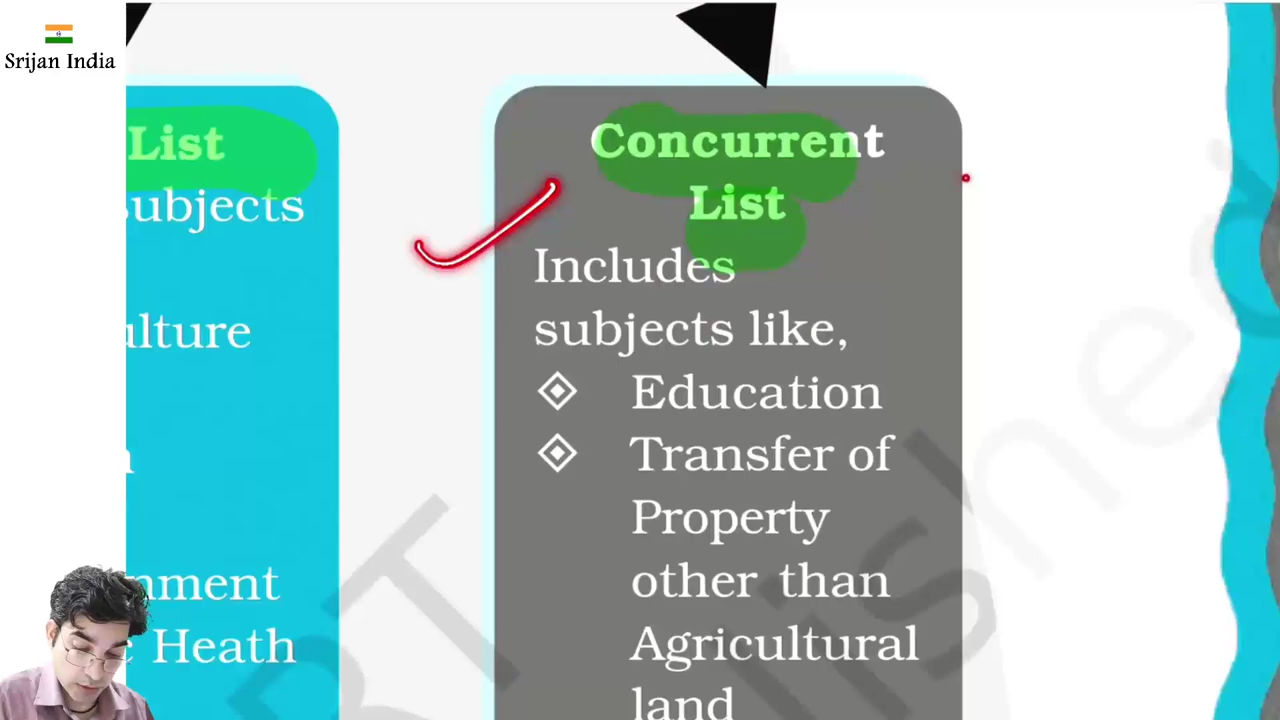 Srijan India
List
subjects
ulture
nment
Heath
Concurrent
List
Includes
subjects like,
Education
Transfer of
Property
other than
Agricultural
land